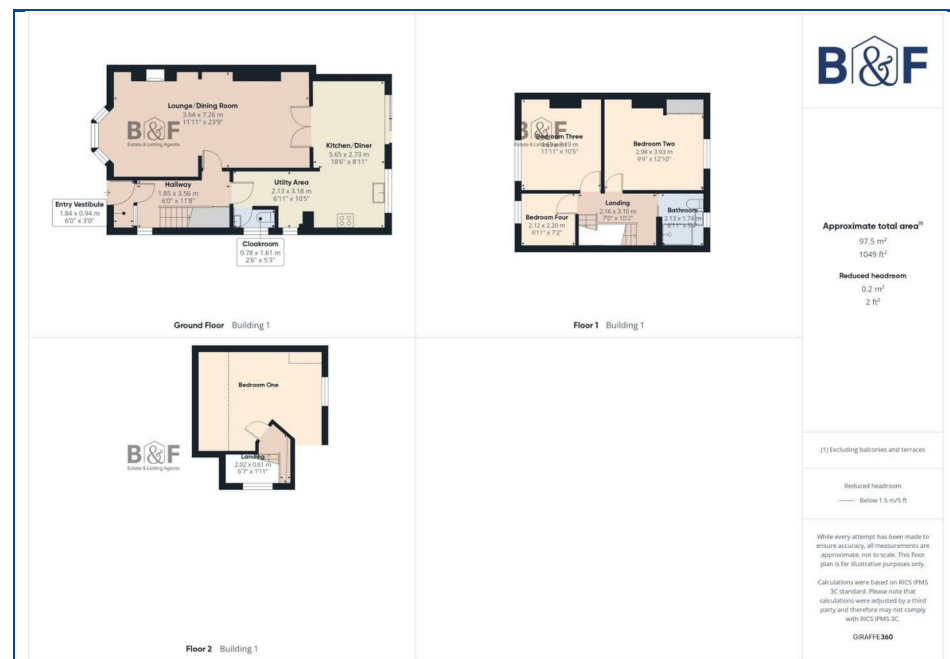 Lounge/Dining Room
3.64 x 7.26 m
11'11" x 23'9"
B&F
Estate & Letting Agents
Kitchen/Diner
5.65 x 2.73 m
18'6" x 8'11"
Hallway
1.85 x 3.56 m
6'0" x 11'8"
Utility Area
2.13 x 3.18 m
6'11" x 10'5"
Entry Vestibule
1.84 x 0.94 m
6'0" x 3'0"
Cloakroom
0.78 x 1.61 m
2'6" x 5'3"
Ground Floor Building 1
B&F
Estate & Letting Agents
Bedroom Three
11'11" x 10'5"
Bedroom Two
2.98 x 3.93 m
9'9" x 12'10"
Landing
2.16 x 3.10 m
7'0" x 10'2"
Bathroom
2.13 x 1.74 m
Bedroom Four
2.12 x 2.20 m
6'11" x 7'2"
Floor 1 Building 1
Bedroom One
B&F
Estate & Letting Agents
Landing
2.02 x 0.61 m
6'7" x 1'11"
Floor 2 Building 1
B&F
Approximate total area(1)
97.5 m²
1049 ft²
Reduced headroom
0.2 m²
2 ft²
(1) Excluding balconies and terraces
Reduced headroom
Below 1.5 m/5 ft
While every attempt has been made to
ensure accuracy, all measurements are
approximate, not to scale. This floor
plan is for illustrative purposes only.
Calculations were based on RICS IPMS
3C standard. Please note that
calculations were adjusted by a third
party and therefore may not comply
with RICS IPMS 3C.
GIRAFFE360